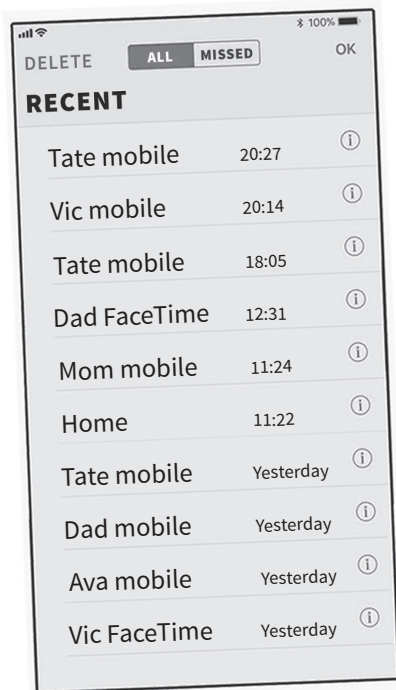 100%
DELETE ALL MISSED OK
RECENT
Tate mobile 20:27
Vic mobile 20:14
Tate mobile 18:05
Dad FaceTime 12:31
Mom mobile 11:24
Home 11:22
Tate mobile Yesterday
Dad mobile Yesterday
Ava mobile Yesterday
Vic FaceTime Yesterday